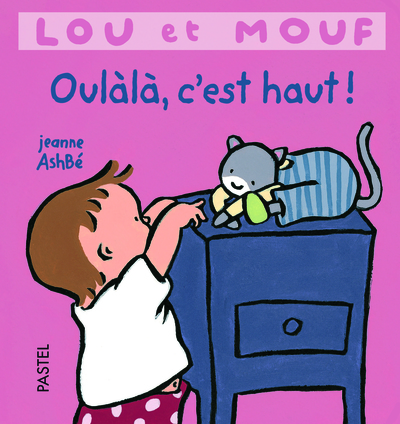 LOU et MOUF
Oulàlà, c'est haut !
jeanne
AshBé
PASTEL